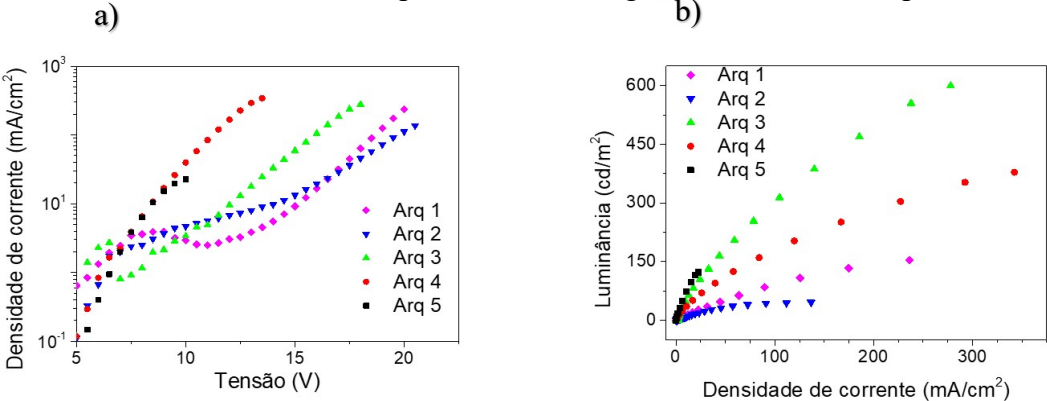 a)
b)
Densidade de corrente (mA/cm²)
10³
10¹
10⁻¹
5
10
15
20
Tensão (V)
Arq 1
Arq 2
Arq 3
Arq 4
Arq 5
Luminância (cd/m²)
600
450
300
150
0
0
100
200
300
Densidade de corrente (mA/cm²)
Arq 1
Arq 2
Arq 3
Arq 4
Arq 5